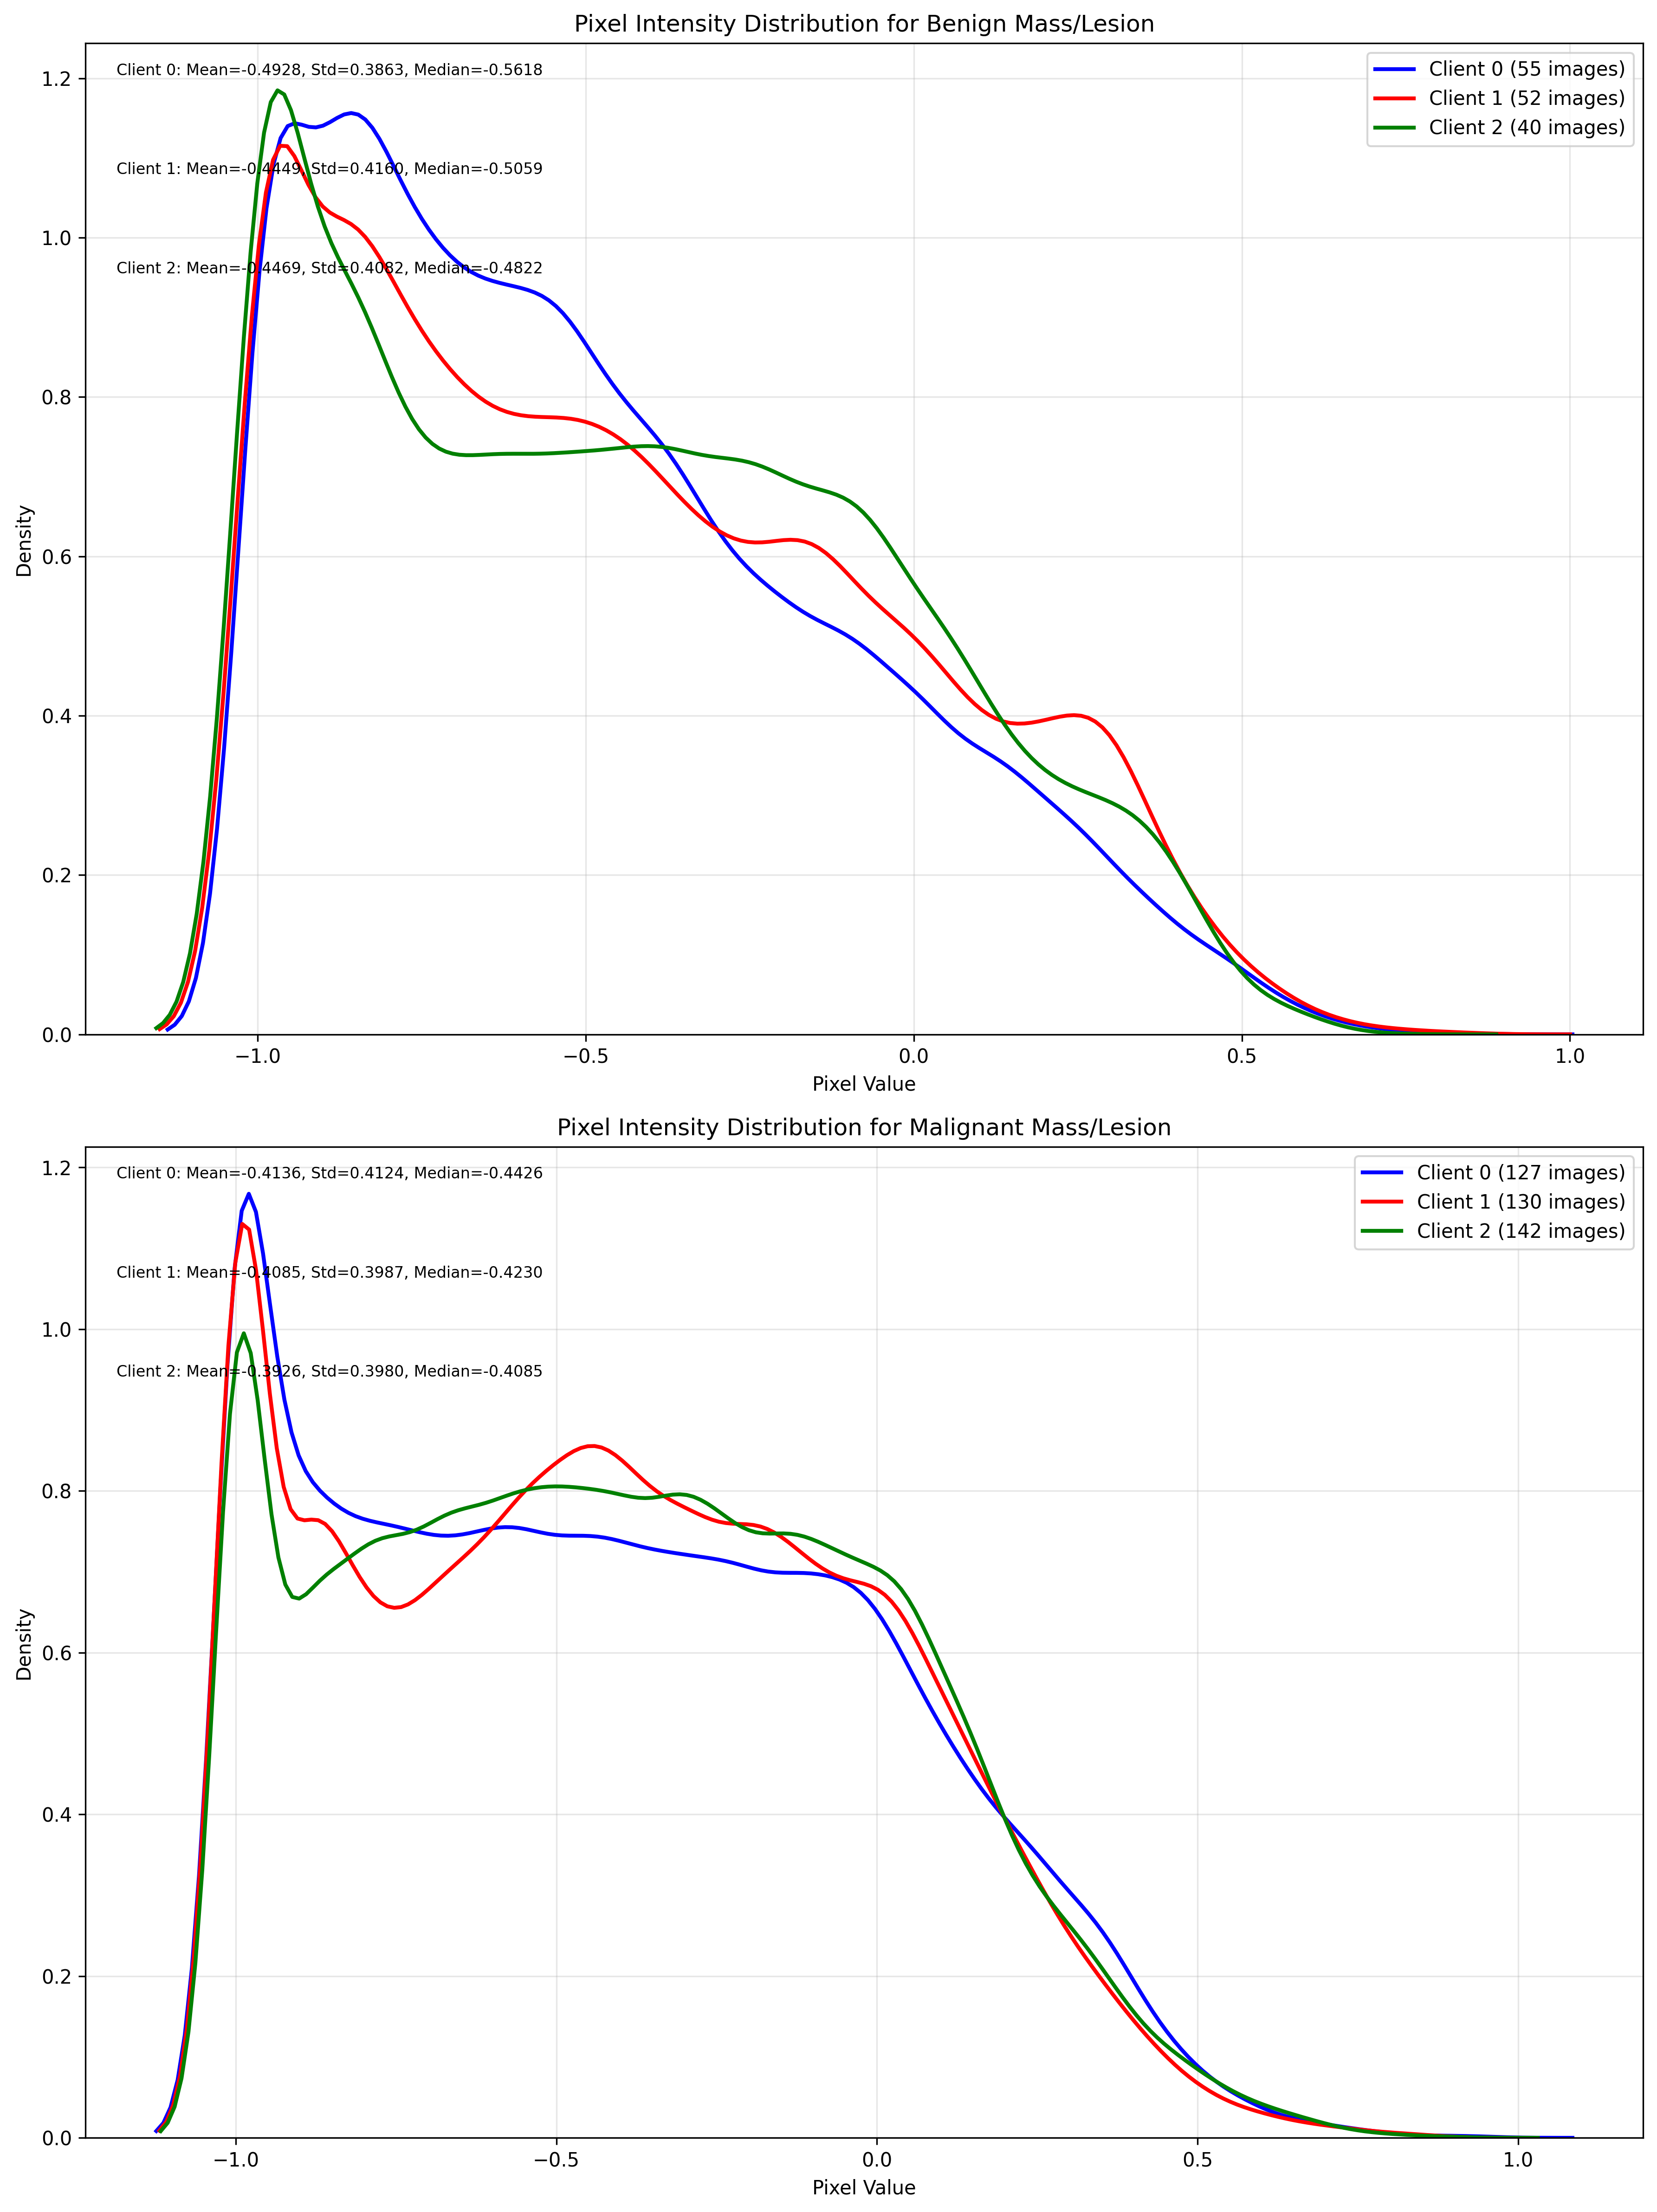 Pixel Intensity Distribution for Benign Mass/Lesion
Client 0: Mean=-0.4928, Std=0.3863, Median=-0.5618
Client 1: Mean=-0.4449, Std=0.4160, Median=-0.5059
Client 2: Mean=-0.4469, Std=0.4082, Median=-0.4822
Client 0 (55 images)
Client 1 (52 images)
Client 2 (40 images)
Density
1.2
1.0
0.8
0.6
0.4
0.2
0.0
−1.0 −0.5 0.0 0.5 1.0
Pixel Value
Pixel Intensity Distribution for Malignant Mass/Lesion
Client 0: Mean=-0.4136, Std=0.4124, Median=-0.4426
Client 1: Mean=-0.4085, Std=0.3987, Median=-0.4230
Client 2: Mean=-0.3926, Std=0.3980, Median=-0.4085
Client 0 (127 images)
Client 1 (130 images)
Client 2 (142 images)
Density
1.2
1.0
0.8
0.6
0.4
0.2
0.0
−1.0 −0.5 0.0 0.5 1.0
Pixel Value